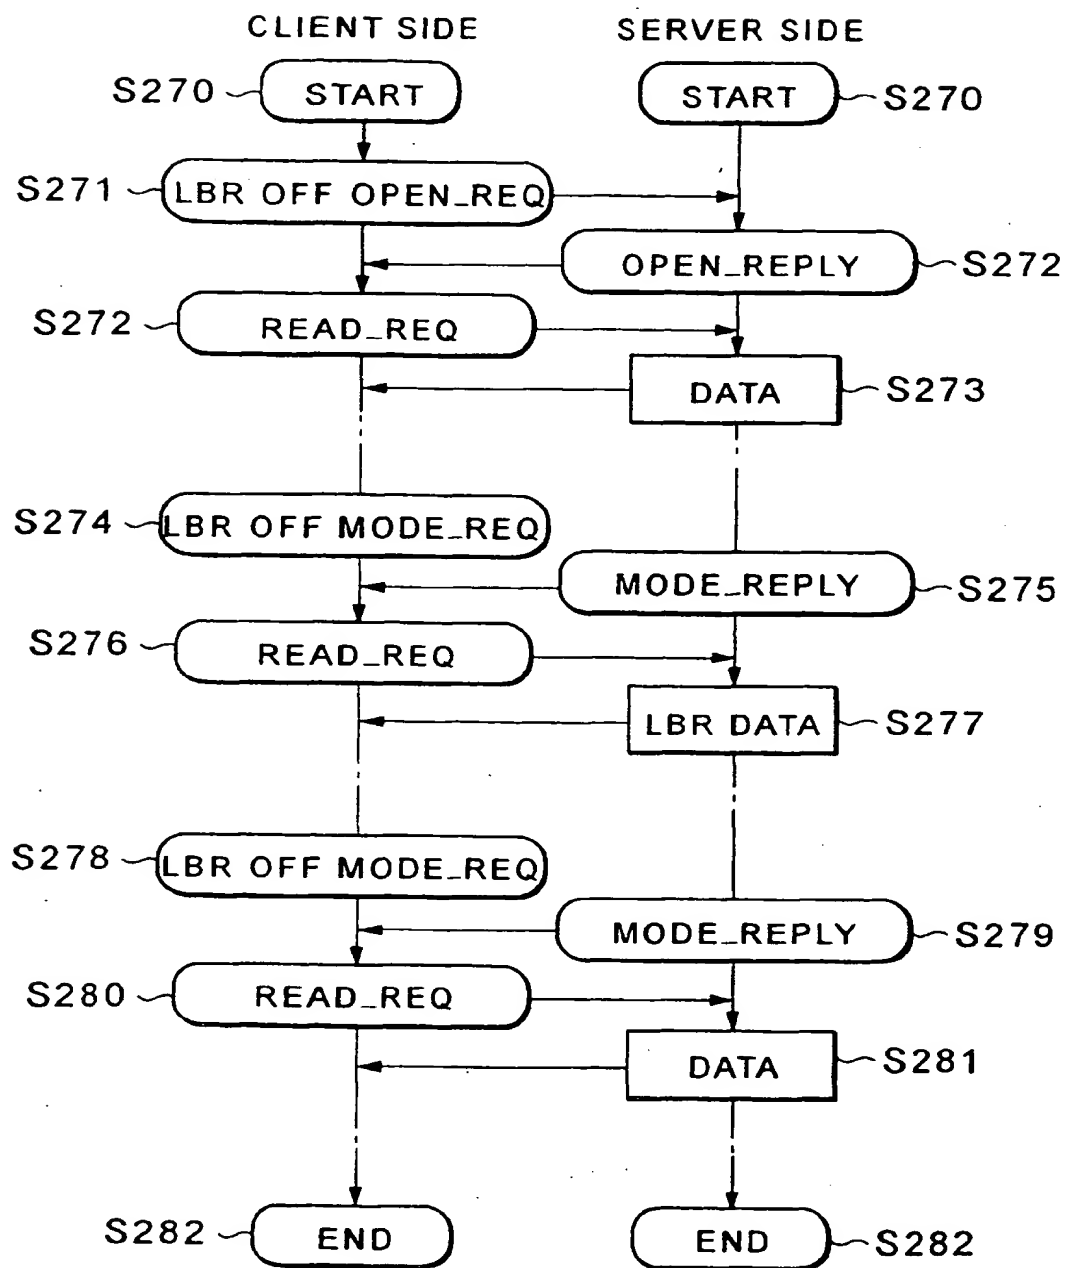 CLIENT SIDE SERVER SIDE
S270 START START S270
S271 LBR OFF OPEN_REQ
OPEN_REPLY S272
S272 READ_REQ
DATA S273
S274 LBR OFF MODE_REQ
MODE_REPLY S275
S276 READ_REQ
LBR DATA S277
S278 LBR OFF MODE_REQ
MODE_REPLY S279
S280 READ_REQ
DATA S281
S282 END END S282